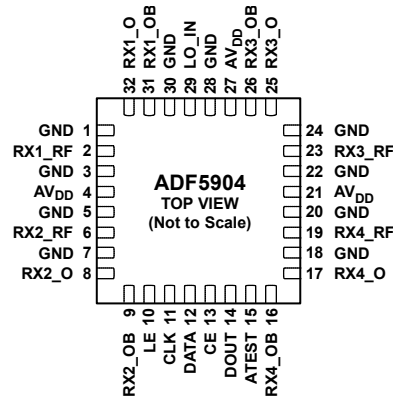 32 RX1_O
31 RX1_OB
30 GND
29 LO_IN
28 GND
27 AVDD
26 RX3_OB
25 RX3_O
GND 1
RX1_RF 2
GND 3
AVDD 4
GND 5
RX2_RF 6
GND 7
RX2_O 8
ADF5904
TOP VIEW
(Not to Scale)
24 GND
23 RX3_RF
22 GND
21 AVDD
20 GND
19 RX4_RF
18 GND
17 RX4_O
RX2_OB 9
LE 10
CLK 11
DATA 12
CE 13
DOUT 14
ATEST 15
RX4_OB 16